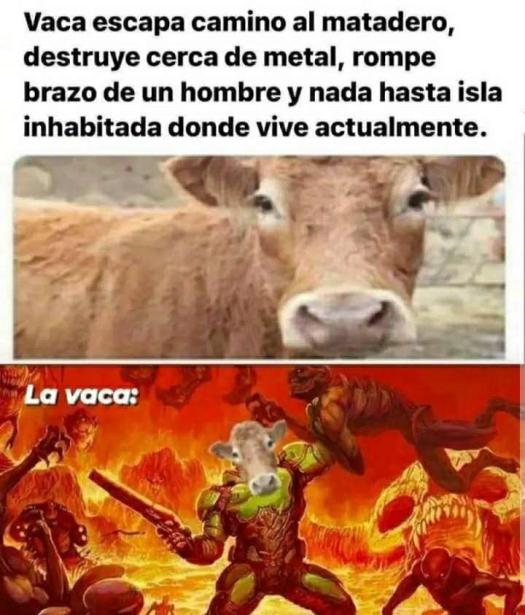 Vaca escapa camino al matadero,
destruye cerca de metal, rompe
brazo de un hombre y nada hasta isla
inhabitada donde vive actualmente.
La vaca: